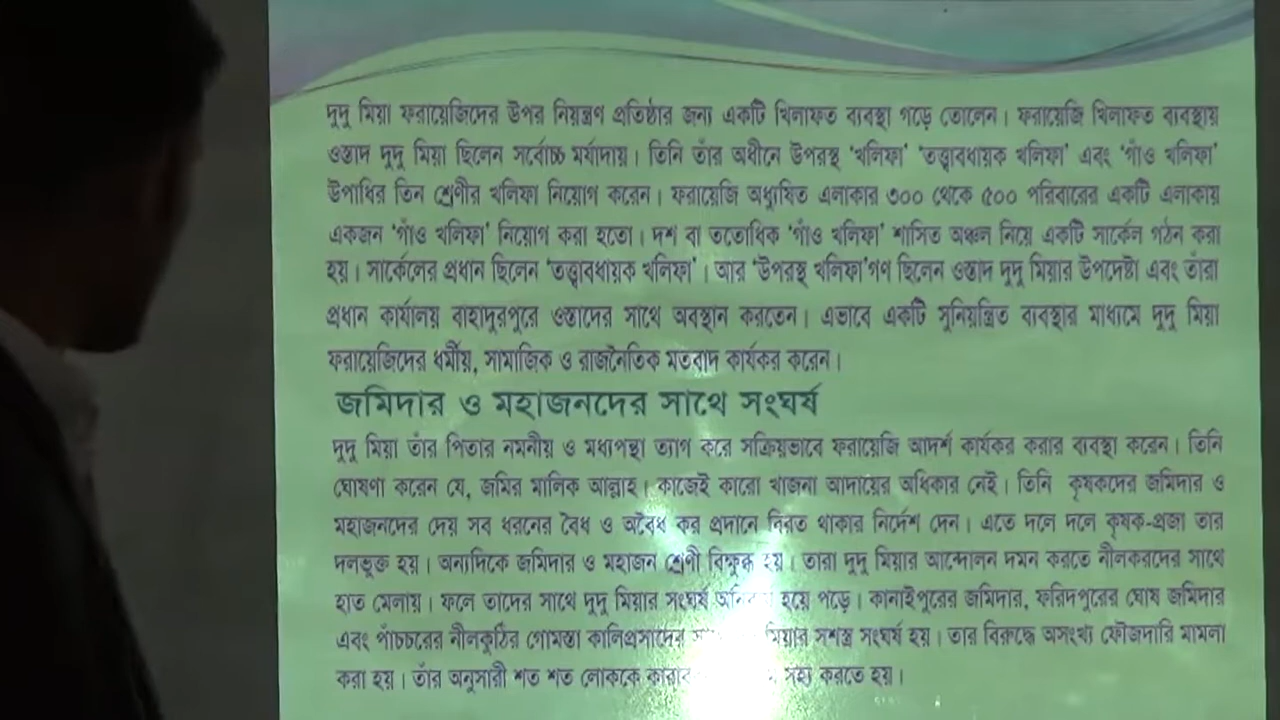 দুদু মিয়া ফরায়েজিদের উপর নিয়ন্ত্রণ প্রতিষ্ঠার জন্য একটি খিলাফত ব্যবস্থা গড়ে তোলেন। ফরায়েজি খিলাফত ব্যবস্থায়
ওস্তাদ দুদু মিয়া ছিলেন সর্বোচ্চ মর্যাদায়। তিনি তাঁর অধীনে উপরস্থ ‘খলিফা’ ‘তত্ত্বাবধায়ক খলিফা’ এবং ‘গাঁও খলিফা’
উপাধির তিন শ্রেণীর খলিফা নিয়োগ করেন। ফরায়েজি অধ্যুষিত এলাকার ৩০০ থেকে ৫০০ পরিবারের একটি এলাকায়
একজন ‘গাঁও খলিফা’ নিয়োগ করা হতো। দশ বা ততোধিক ‘গাঁও খলিফা’ শাসিত অঞ্চল নিয়ে একটি সার্কেল গঠন করা
হয়। সার্কেলের প্রধান ছিলেন ‘তত্ত্বাবধায়ক খলিফা’। আর ‘উপরস্থ খলিফা’গণ ছিলেন ওস্তাদ দুদু মিয়ার উপদেষ্টা এবং তাঁরা
প্রধান কার্যালয় বাহাদুরপুরে ওস্তাদের সাথে অবস্থান করতেন। এভাবে একটি সুনিয়ন্ত্রিত ব্যবস্থার মাধ্যমে দুদু মিয়া
ফরায়েজিদের ধর্মীয়, সামাজিক ও রাজনৈতিক মতবাদ কার্যকর করেন।
জমিদার ও মহাজনদের সাথে সংঘর্ষ
দুদু মিয়া তাঁর পিতার নমনীয় ও মধ্যপন্থা ত্যাগ করে সক্রিয়ভাবে ফরায়েজি আদর্শ কার্যকর করার ব্যবস্থা করেন। তিনি
ঘোষণা করেন যে, জমির মালিক আল্লাহ। কাজেই কারো খাজনা আদায়ের অধিকার নেই। তিনি কৃষকদের জমিদার ও
মহাজনদের দেয় সব ধরনের বৈধ ও অবৈধ কর প্রদানে বিরত থাকার নির্দেশ দেন। এতে দলে দলে কৃষক-প্রজা তার
দলভুক্ত হয়। অন্যদিকে জমিদার ও মহাজন শ্রেণী বিক্ষুব্ধ হয়। তারা দুদু মিয়ার আন্দোলন দমন করতে নীলকরদের সাথে
হাত মেলায়। ফলে তাদের সাথে দুদু মিয়ার সংঘর্ষ হয়ে পড়ে। কানাইপুরের জমিদার, ফরিদপুরের ঘোষ জমিদার
এবং পাঁচচরের নীলকুঠির গোমস্তা কালিপ্রসাদের মিয়ার সশস্ত্র সংঘর্ষ হয়। তার বিরুদ্ধে অসংখ্য ফৌজদারি মামলা
করা হয়। তাঁর অনুসারী শত শত লোককে সহ্য করতে হয়।